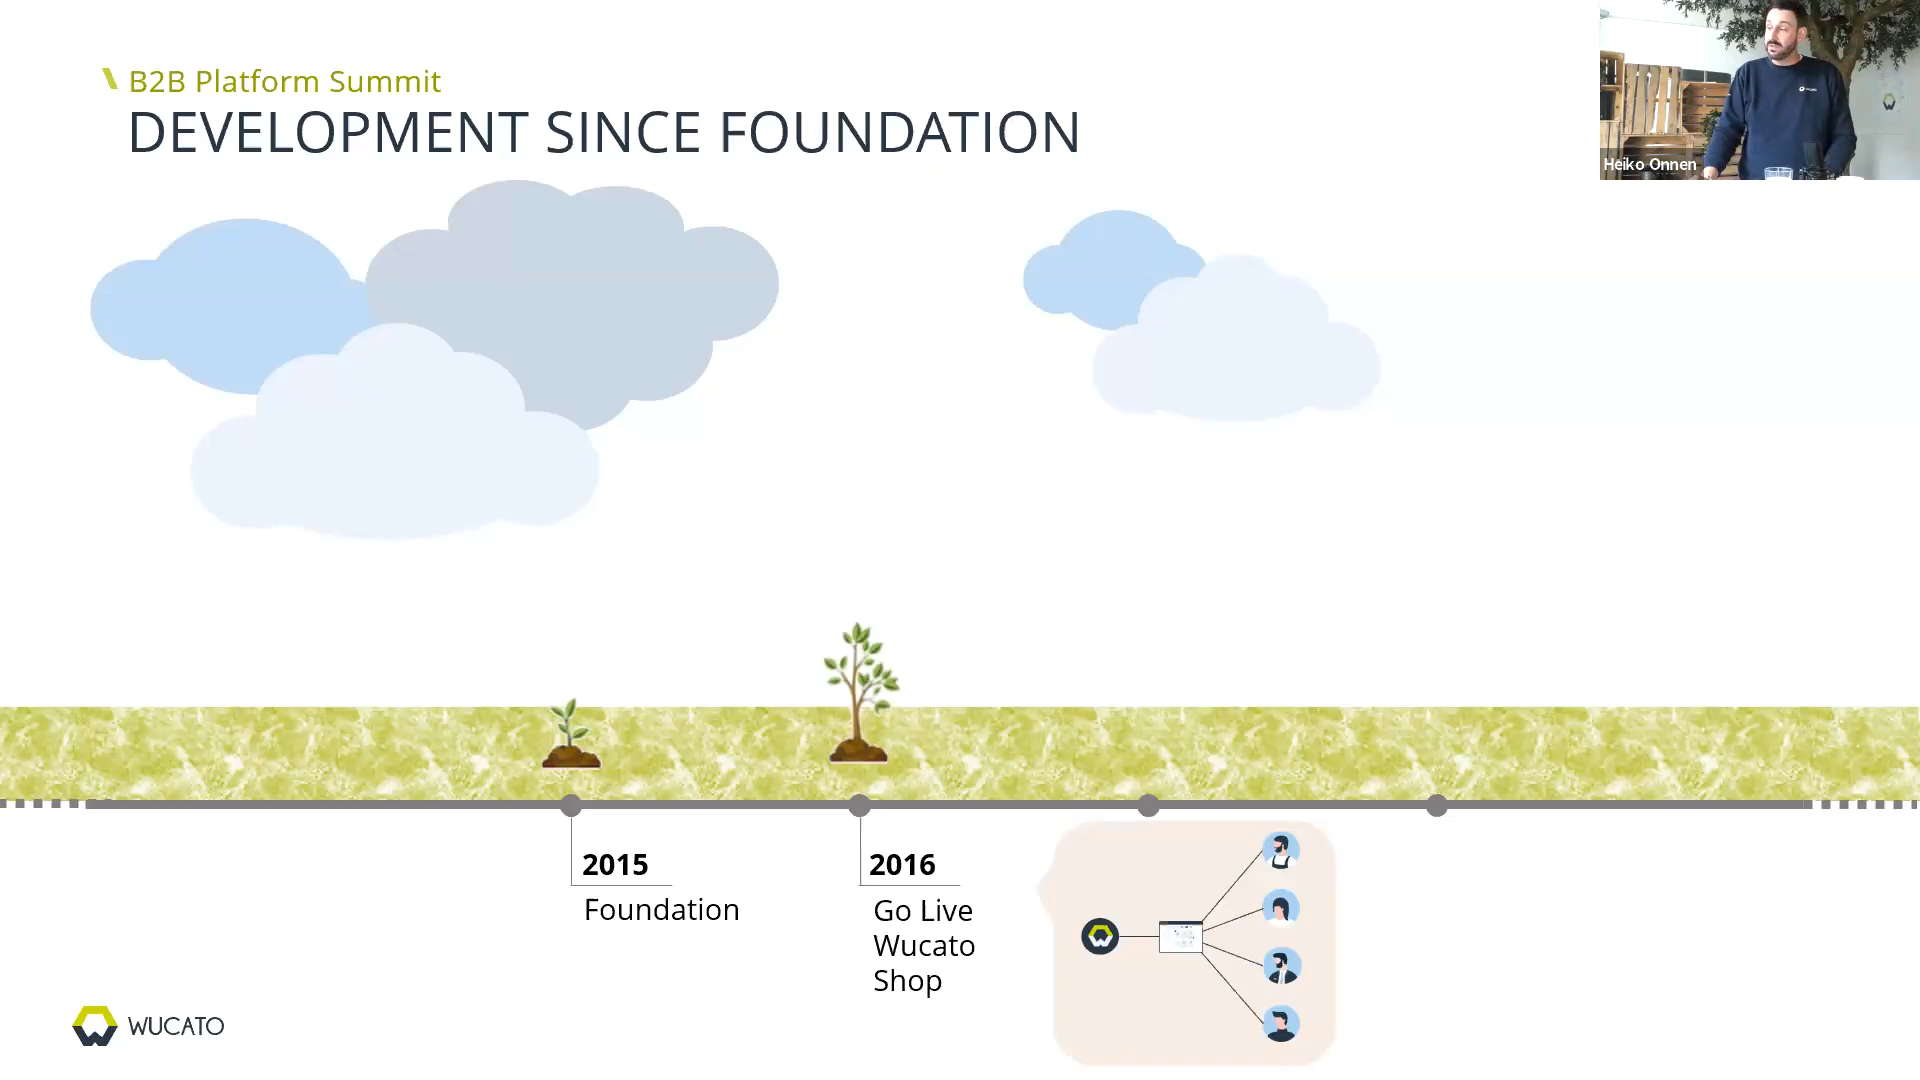 B2B Platform Summit
DEVELOPMENT SINCE FOUNDATION
Heiko Onnen
2015
Foundation
2016
Go Live
Wucato
Shop
WUCATO